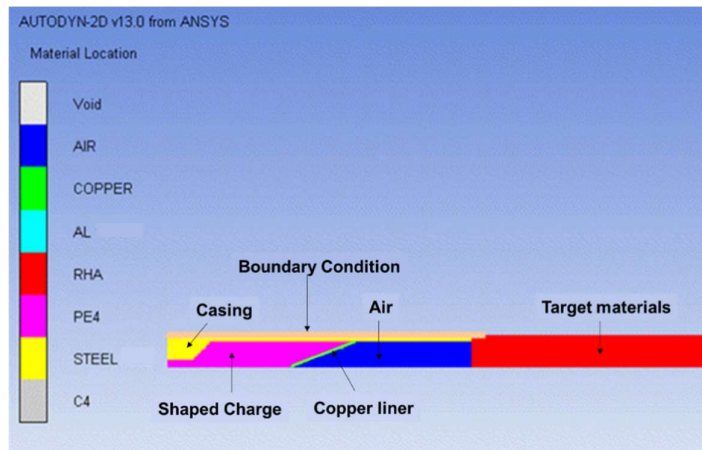 AUTODYN-2D v13.0 from ANSYS
Material Location
Void
AIR
COPPER
AL
RHA
PE4
STEEL
C4
Boundary Condition
Casing
Air
Target materials
Shaped Charge
Copper liner